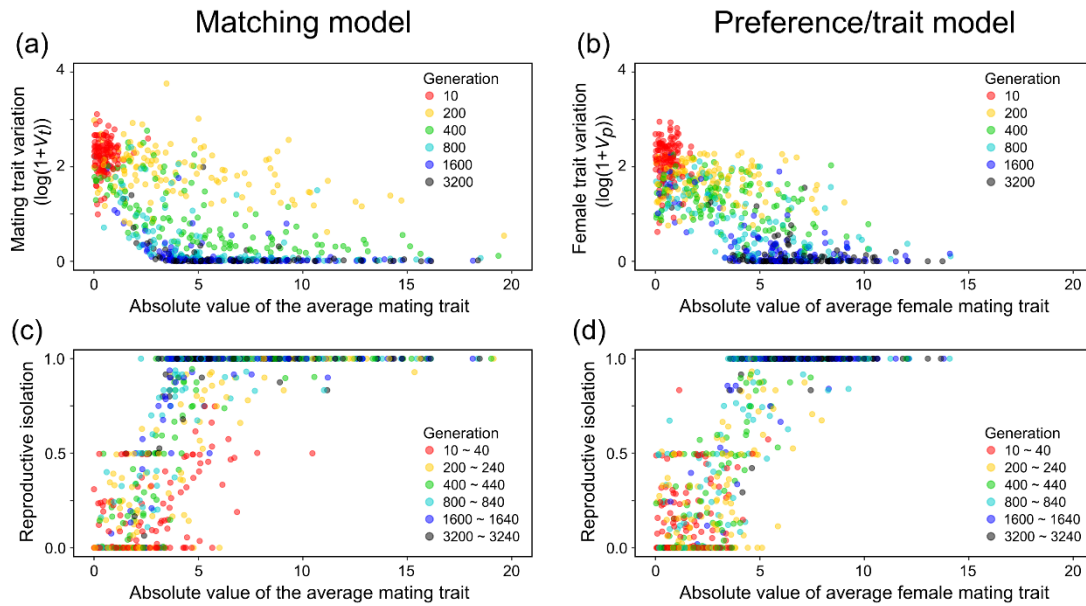 Matching model
Preference/trait model
(a)
Mating trait variation
(log(1+Vt))
4
2
0
0
5
10
15
20
Absolute value of the average mating trait
Generation
10
200
400
800
1600
3200
(b)
Female trait variation
(log(1+Vp))
4
2
0
0
5
10
15
20
Absolute value of average female mating trait
Generation
10
200
400
800
1600
3200
(c)
Reproductive isolation
1.0
0.5
0.0
0
5
10
15
20
Absolute value of the average mating trait
Generation
10 ~ 40
200 ~ 240
400 ~ 440
800 ~ 840
1600 ~ 1640
3200 ~ 3240
(d)
Reproductive isolation
1.0
0.5
0.0
0
5
10
15
20
Absolute value of average female mating trait
Generation
10 ~ 40
200 ~ 240
400 ~ 440
800 ~ 840
1600 ~ 1640
3200 ~ 3240